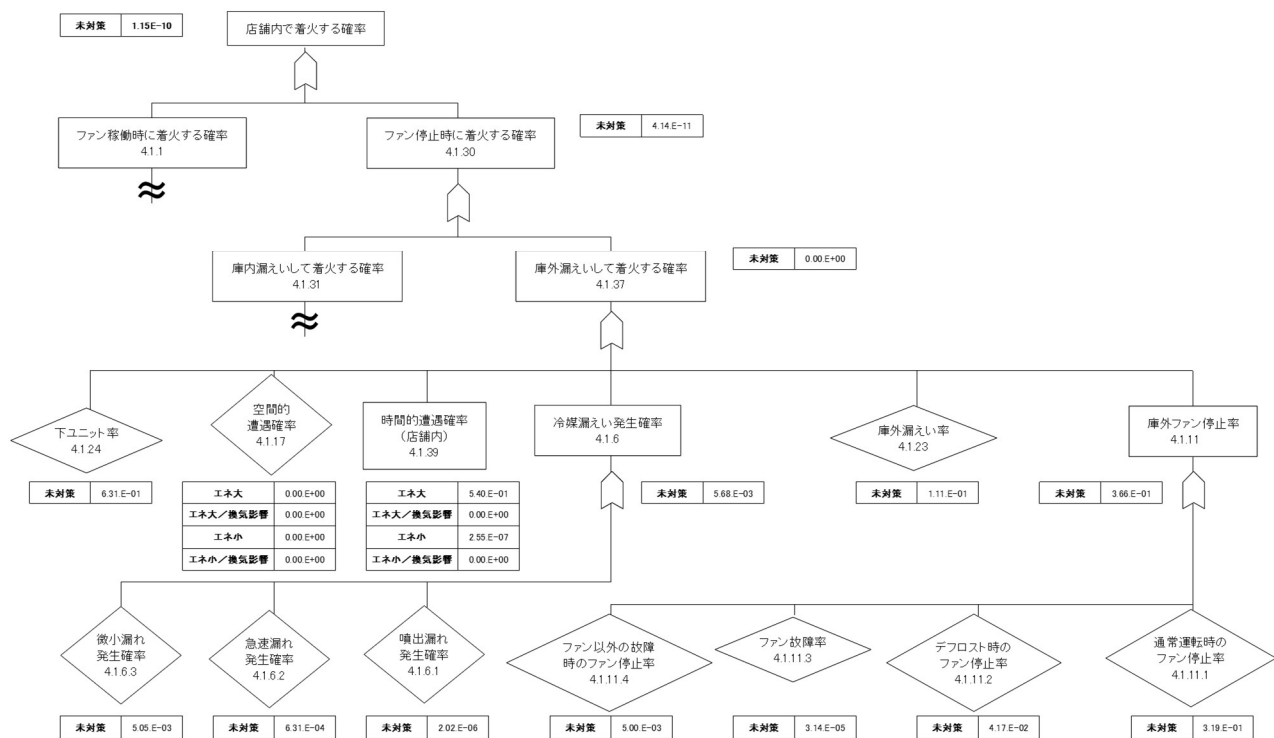 未対策 1.15E-10
店舗内で着火する確率
ファン稼働時に着火する確率
4.1.1
ファン停止時に着火する確率
4.1.30
未対策 4.14.E-11
庫内漏えいして着火する確率
4.1.31
庫外漏えいして着火する確率
4.1.37
未対策 0.00.E+00
下ユニット率
4.1.24
未対策 6.31.E-01
空間的
遭遇確率
4.1.17
エネ大 0.00.E+00
エネ大/換気影響 0.00.E+00
エネ小 0.00.E+00
エネ小/換気影響 0.00.E+00
時間的遭遇確率
(店舗内)
4.1.39
エネ大 5.40.E-01
エネ大/換気影響 0.00.E+00
エネ小 2.55.E-07
エネ小/換気影響 0.00.E+00
冷媒漏えい発生確率
4.1.6
未対策 5.68.E-03
庫外漏えい率
4.1.23
未対策 1.11.E-01
庫外ファン停止率
4.1.11
未対策 3.66.E-01
微小漏れ
発生確率
4.1.6.3
未対策 5.05.E-03
急速漏れ
発生確率
4.1.6.2
未対策 6.31.E-04
噴出漏れ
発生確率
4.1.6.1
未対策 2.02.E-06
ファン以外の故障
時のファン停止率
4.1.11.4
未対策 5.00.E-03
ファン故障率
4.1.11.3
未対策 3.14.E-05
デフロスト時の
ファン停止率
4.1.11.2
未対策 4.17.E-02
通常運転時の
ファン停止率
4.1.11.1
未対策 3.19.E-01